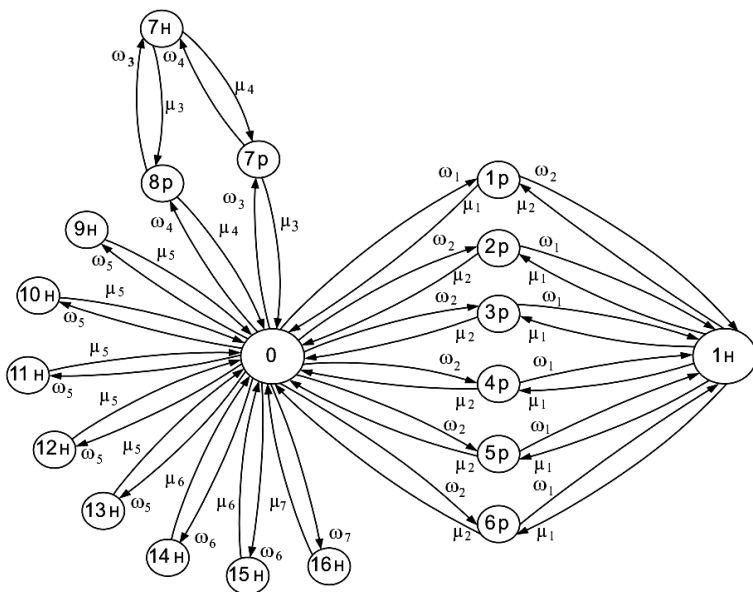 7н
ω3 ω4
μ4
μ3
7р
8р
ω3
ω4 μ4 μ3
9н
ω5 μ5
10н
ω5 μ5
11н
ω5 μ5
12н
ω5 μ5
13н
ω5 μ5
14н
ω6 μ6
15н
ω6 μ6
16н
ω7 μ7
0
ω1 1р ω2
μ1 μ2
ω2 2р ω1
μ2 μ1
ω2 3р ω1
μ2 μ1
ω2 4р ω1
μ2 μ1
ω2 5р ω1
μ2 μ1
ω2 6р ω1
μ2 μ1
1н